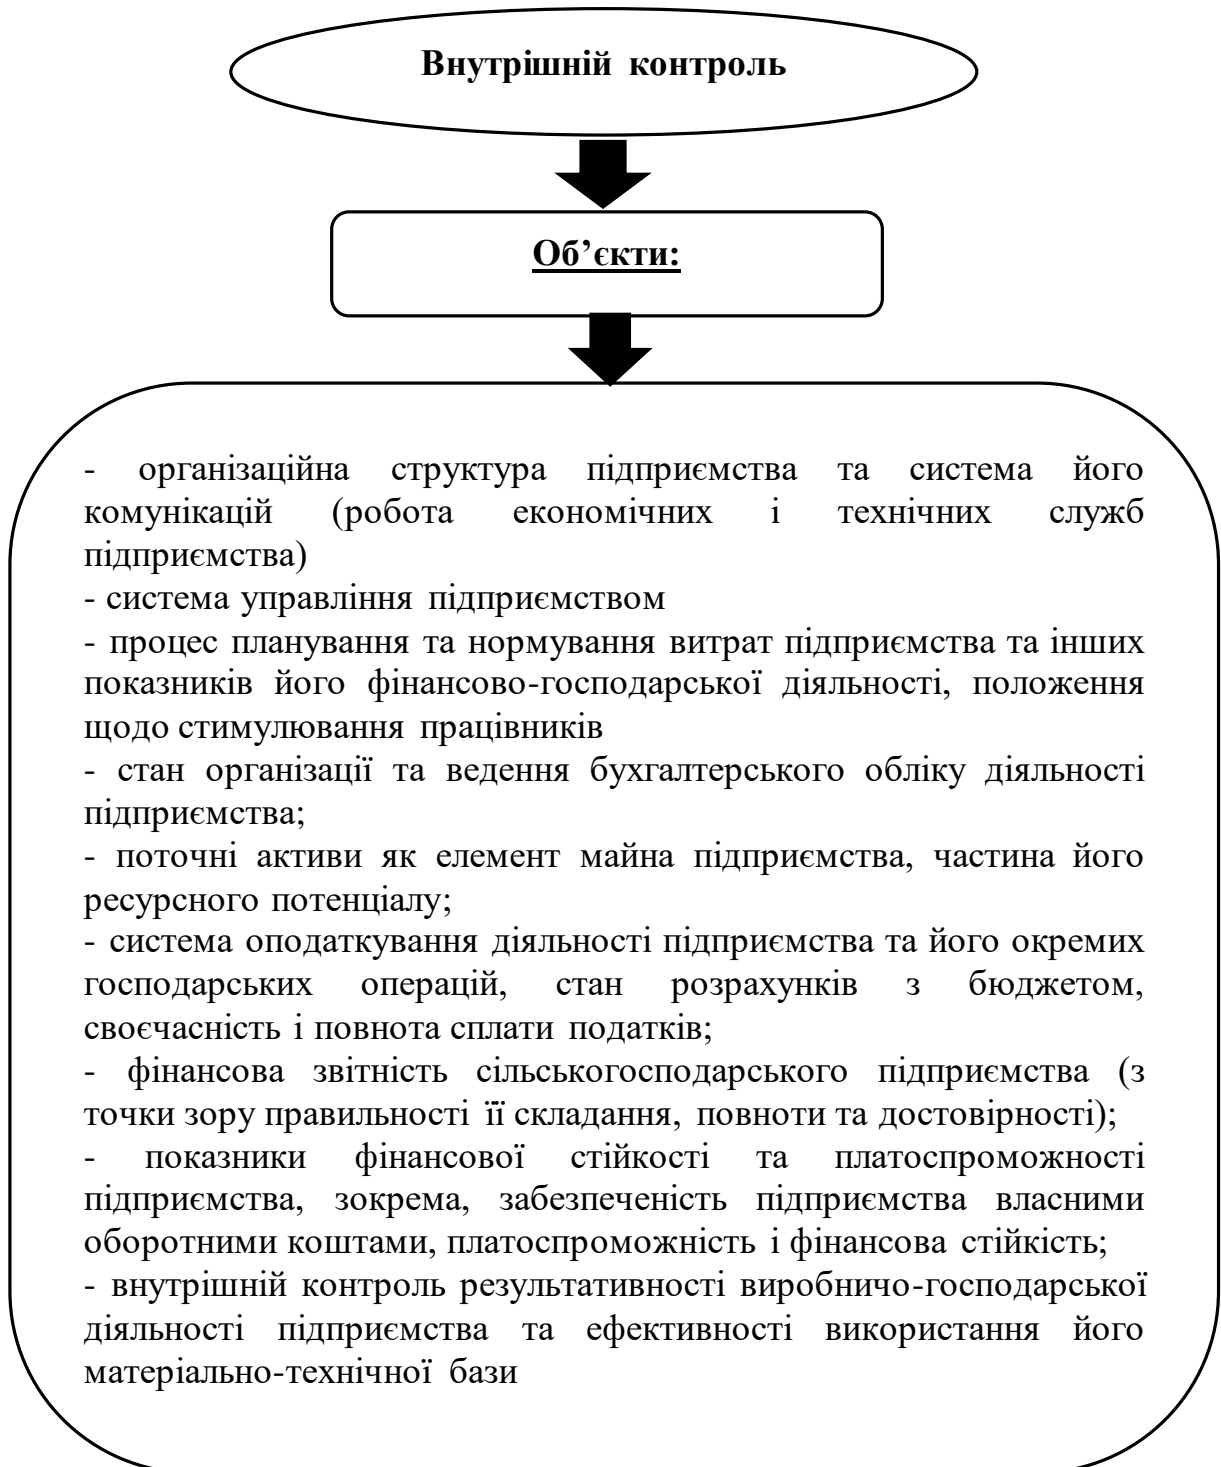 Внутрішній контроль
Об’єкти:
- організаційна структура підприємства та система його
комунікацій (робота економічних і технічних служб
підприємства)
- система управління підприємством
- процес планування та нормування витрат підприємства та інших
показників його фінансово-господарської діяльності, положення
щодо стимулювання працівників
- стан організації та ведення бухгалтерського обліку діяльності
підприємства;
- поточні активи як елемент майна підприємства, частина його
ресурсного потенціалу;
- система оподаткування діяльності підприємства та його окремих
господарських операцій, стан розрахунків з бюджетом,
своєчасність і повнота сплати податків;
- фінансова звітність сільськогосподарського підприємства (з
точки зору правильності її складання, повноти та достовірності);
- показники фінансової стійкості та платоспроможності
підприємства, зокрема, забезпеченість підприємства власними
оборотними коштами, платоспроможність і фінансова стійкість;
- внутрішній контроль результативності виробничо-господарської
діяльності підприємства та ефективності використання його
матеріально-технічної бази